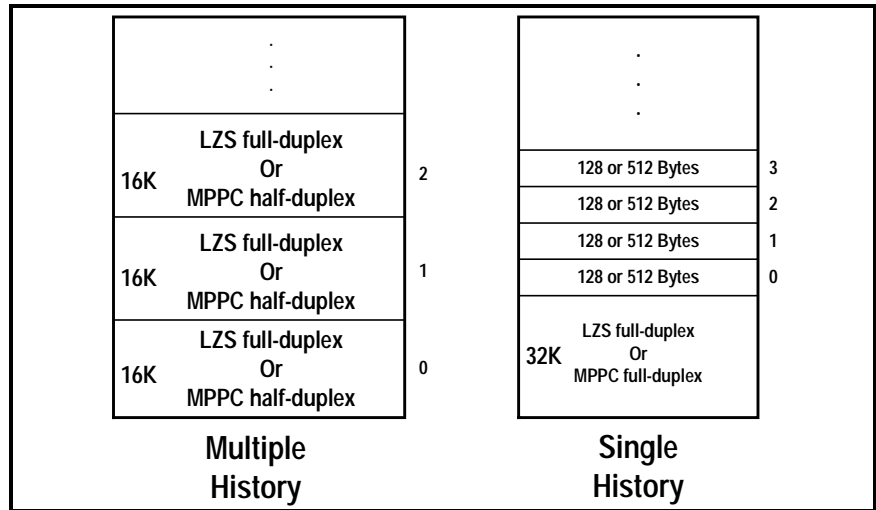 .
.
.
LZS full-duplex
Or
16K
MPPC half-duplex
2
LZS full-duplex
Or
16K
MPPC half-duplex
1
LZS full-duplex
Or
16K
MPPC half-duplex
0
Multiple
History
.
.
.
128 or 512 Bytes 3
128 or 512 Bytes 2
128 or 512 Bytes 1
128 or 512 Bytes 0
LZS full-duplex
32K Or
MPPC full-duplex
Single
History